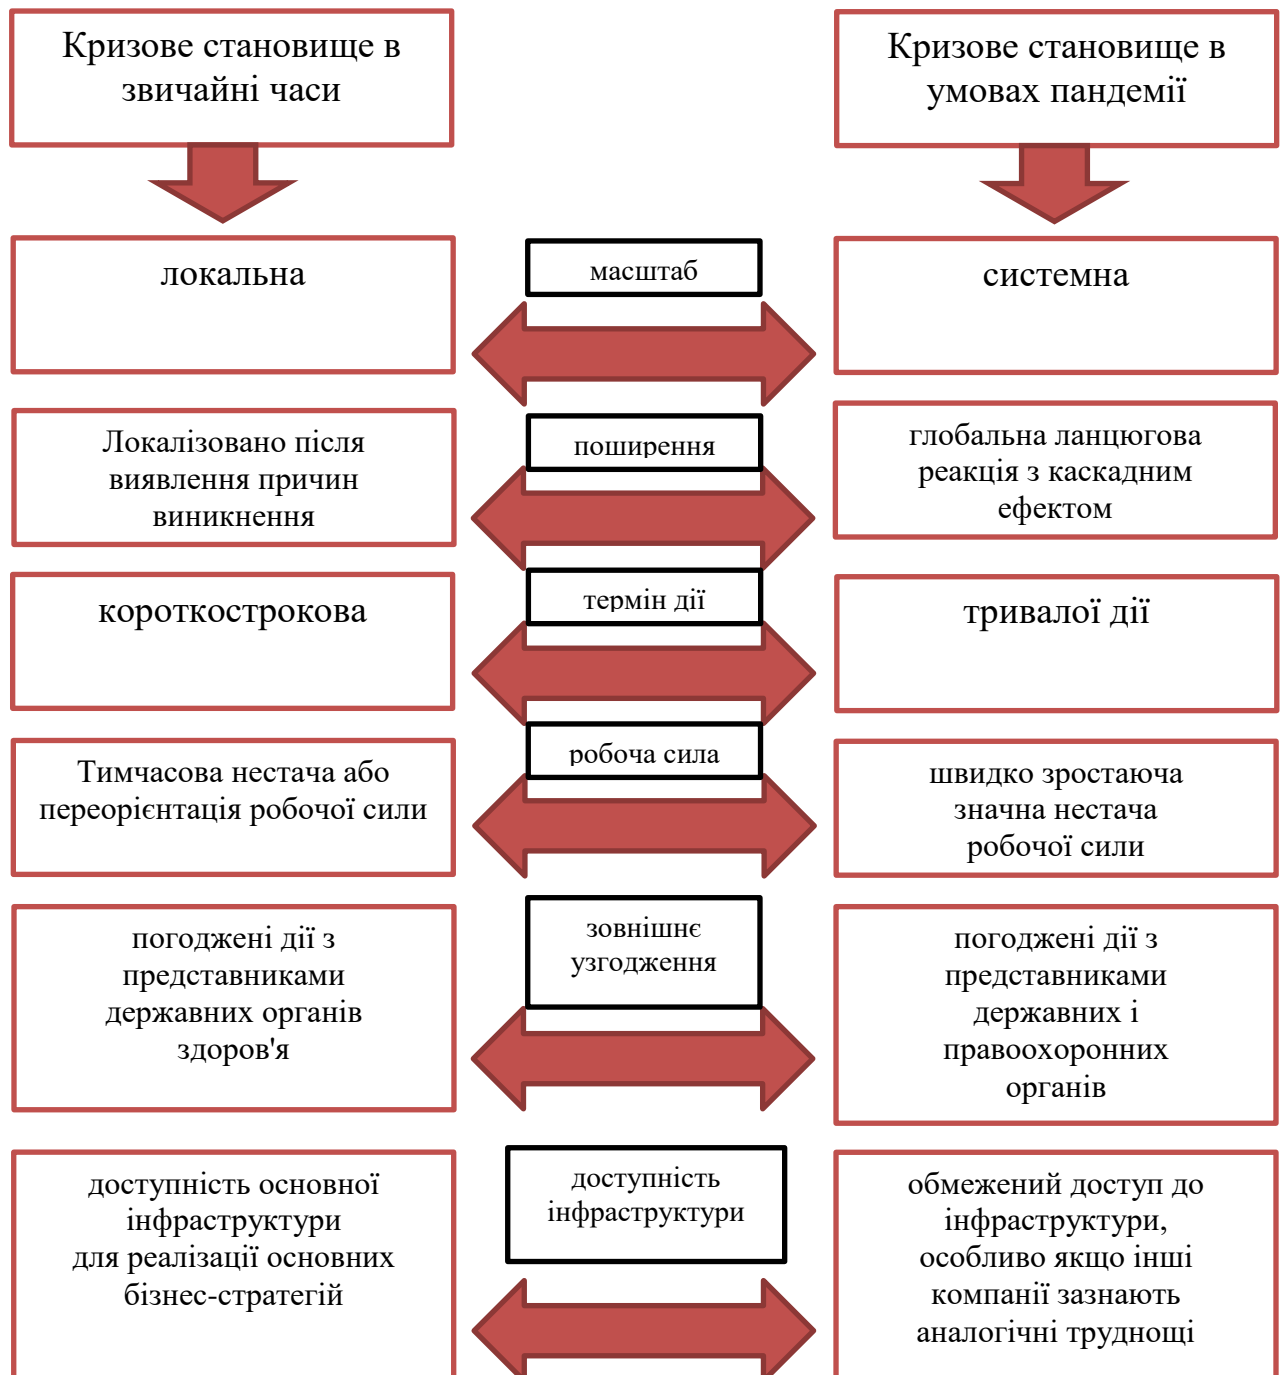 Кризове становище в
звичайні часи
Кризове становище в
умовах пандемії
локальна
масштаб
системна
Локалізовано після
виявлення причин
виникнення
поширення
глобальна ланцюгова
реакція з каскадним
ефектом
короткострокова
термін дії
тривалої дії
Тимчасова нестача або
переорієнтація робочої сили
робоча сила
швидко зростаюча
значна нестача
робочої сили
погоджені дії з
представниками
державних органів
здоров'я
зовнішнє
узгодження
погоджені дії з
представниками
державних і
правоохоронних
органів
доступність основної
інфраструктури
для реалізації основних
бізнес-стратегій
доступність
інфраструктури
обмежений доступ до
інфраструктури,
особливо якщо інші
компанії зазнають
аналогічні труднощі